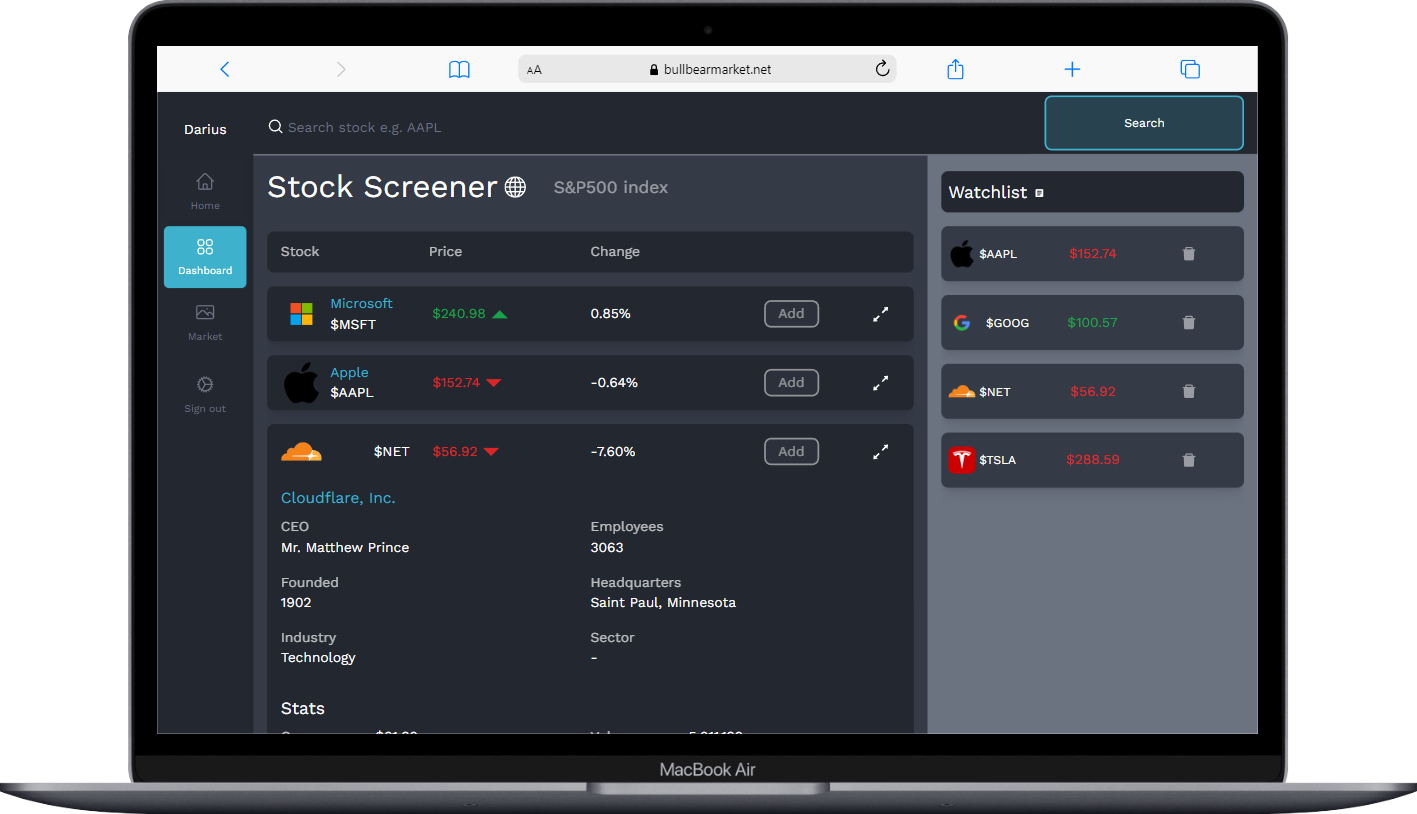 AA bullbearmarket.net
Darius
Search stock e.g. AAPL
Search
Home
Dashboard
Market
Sign out
Stock Screener S&P500 index
Stock Price Change
Microsoft
$MSFT
$240.98
0.85%
Add
Apple
$AAPL
$152.74
-0.64%
Add
$NET
$56.92
-7.60%
Add
Cloudflare, Inc.
CEO
Mr. Matthew Prince
Employees
3063
Founded
1902
Headquarters
Saint Paul, Minnesota
Industry
Technology
Sector
-
Stats
Watchlist
$AAPL $152.74
$GOOG $100.57
$NET $56.92
$TSLA $288.59
MacBook Air